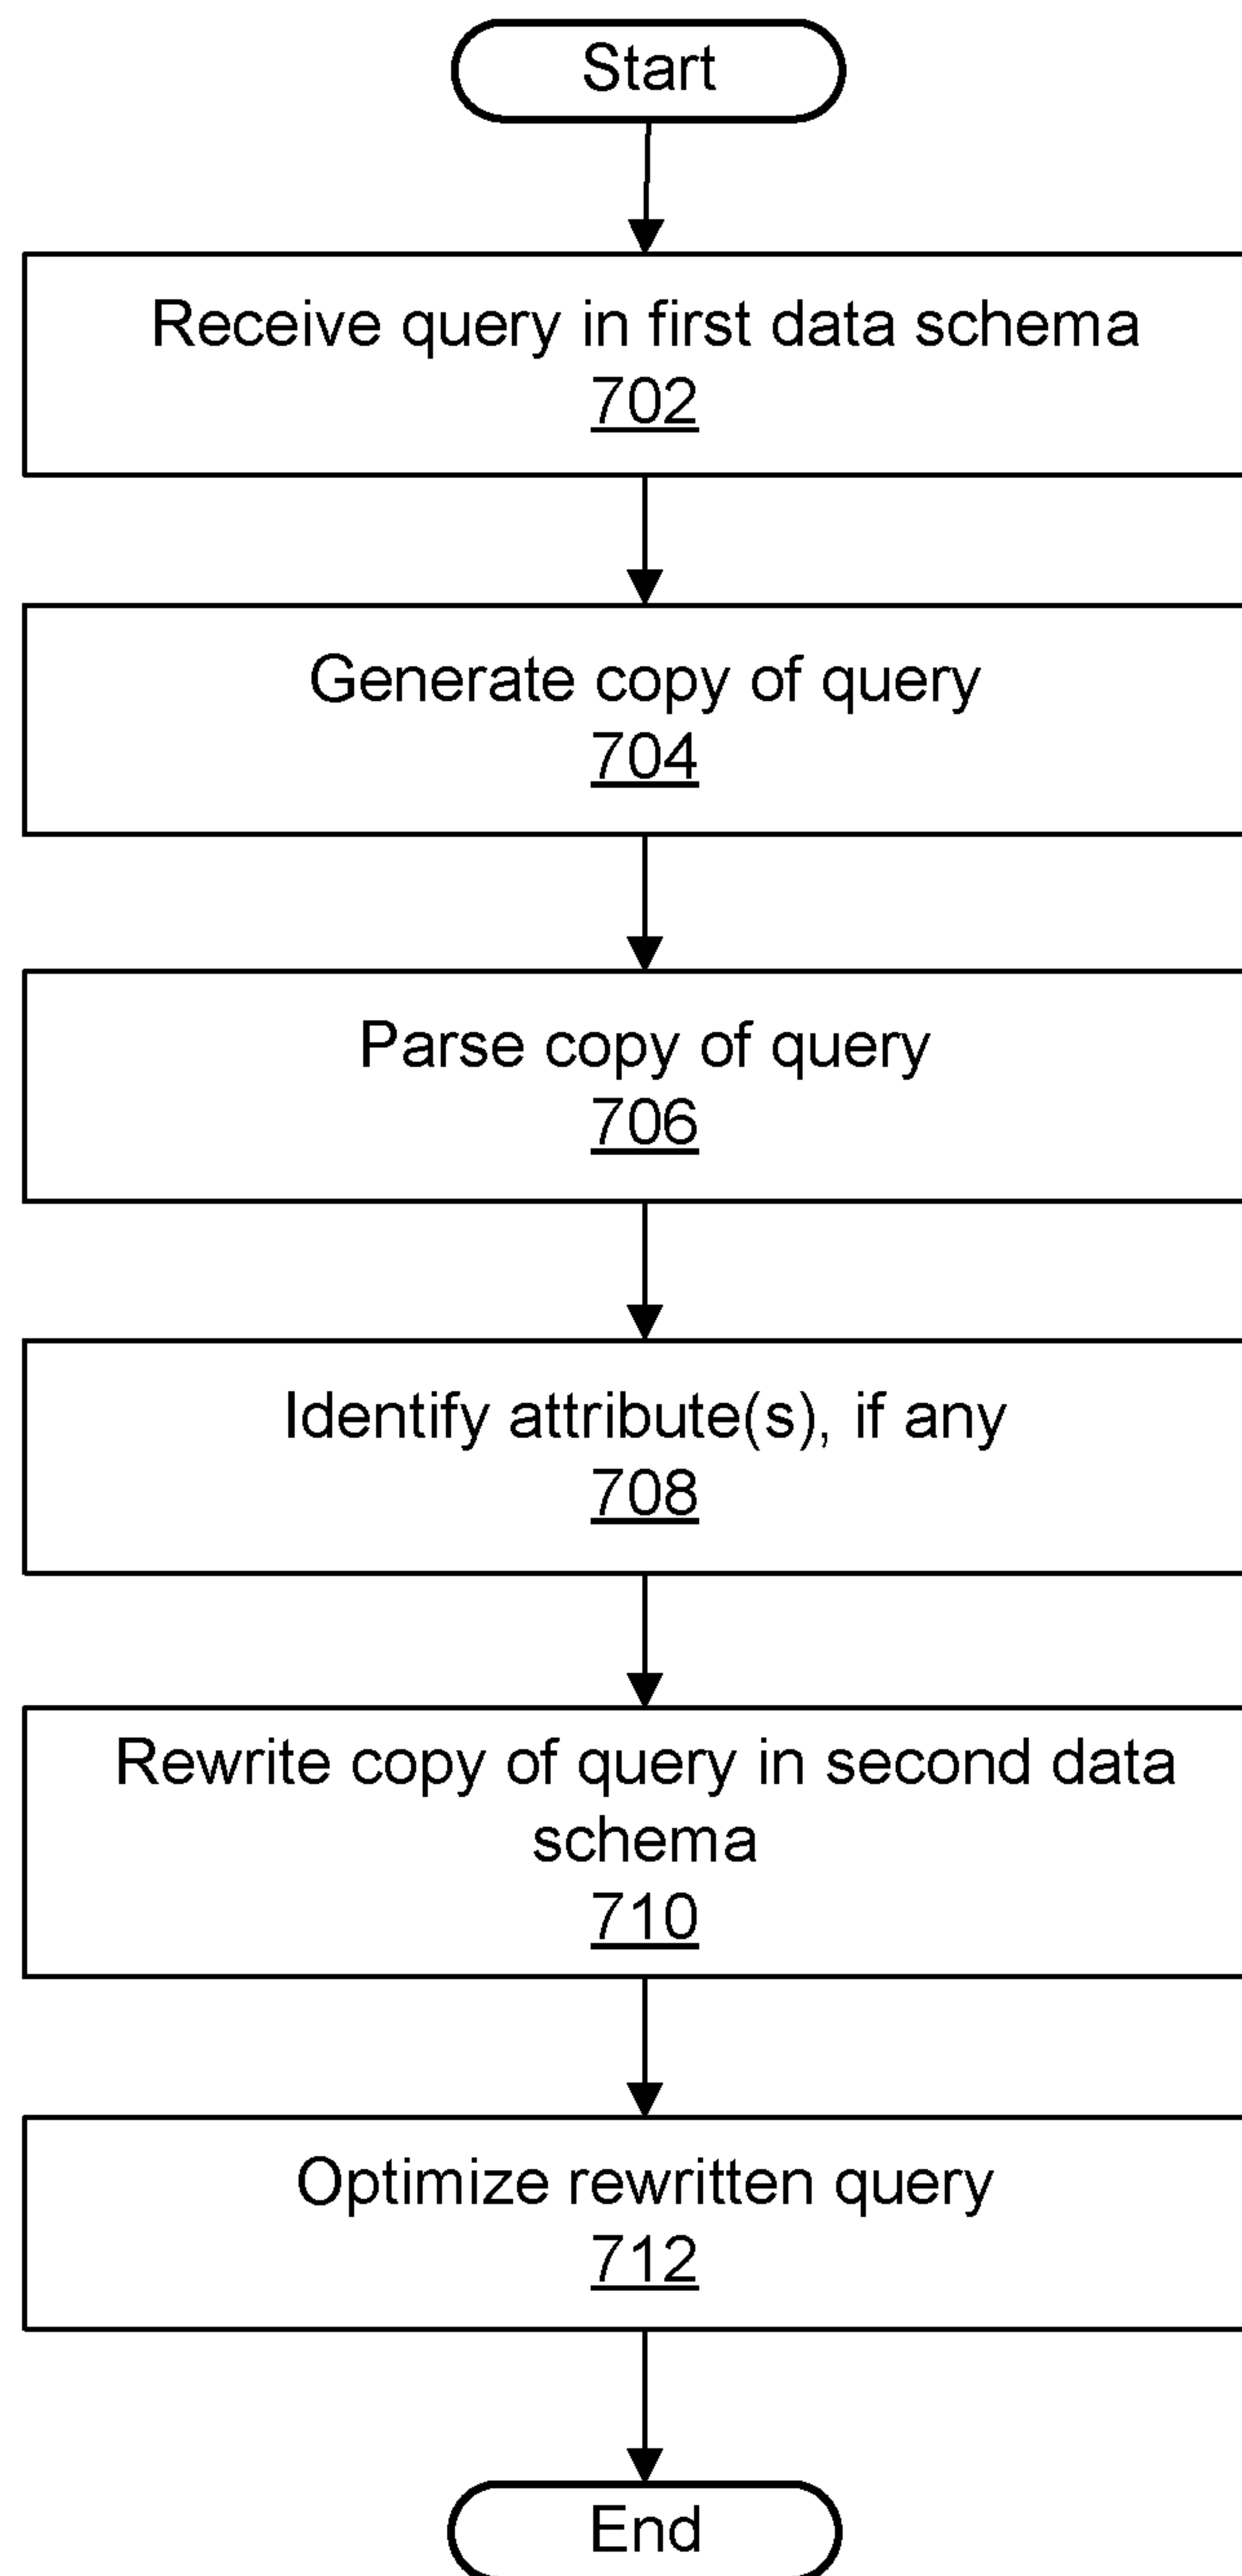 Start
Receive query in first data schema
702
Generate copy of query
704
Parse copy of query
706
Identify attribute(s), if any
708
Rewrite copy of query in second data
schema
710
Optimize rewritten query
712
End